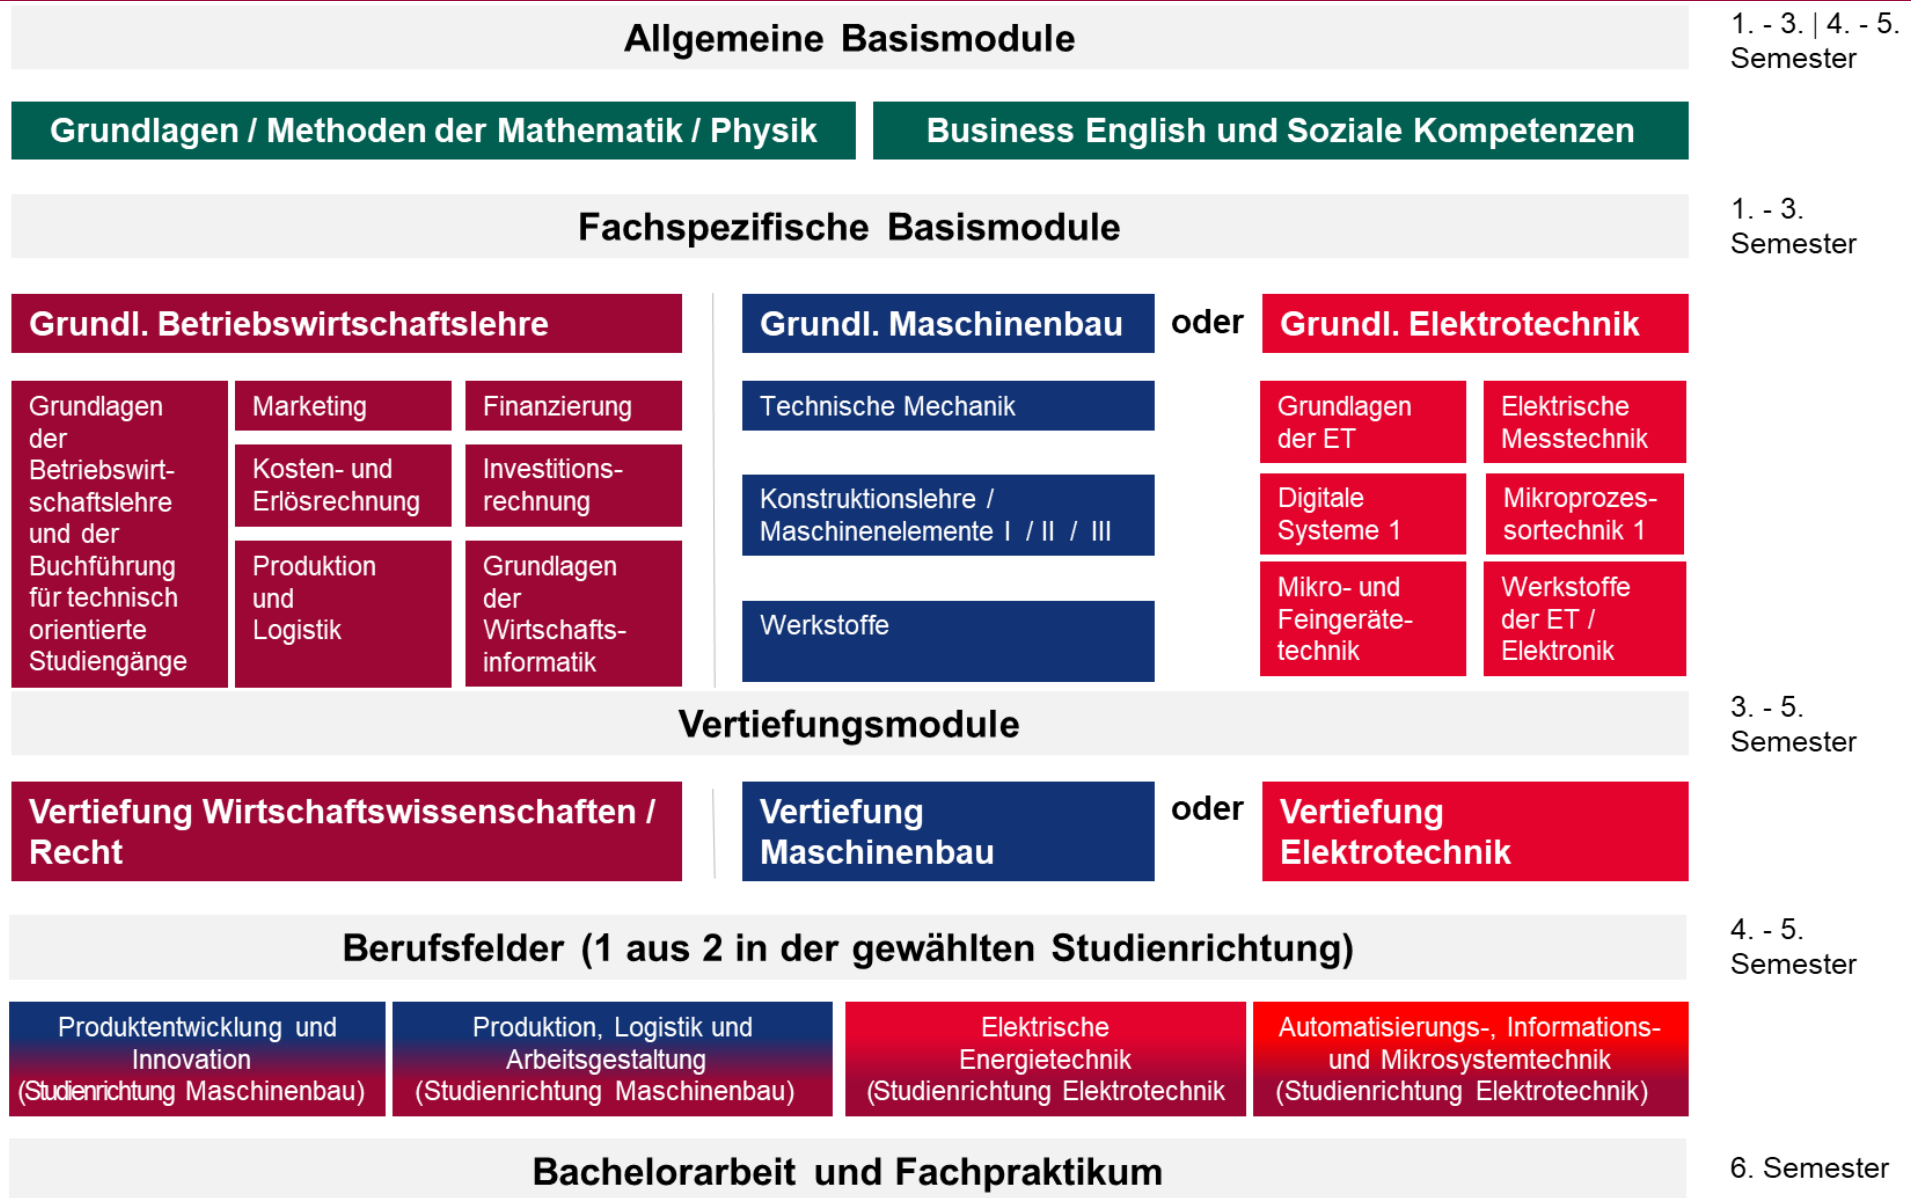 Allgemeine Basismodule
1. - 3. | 4. - 5.
Semester
Grundlagen / Methoden der Mathematik / Physik
Business English und Soziale Kompetenzen
Fachspezifische Basismodule
1. - 3.
Semester
Grundl. Betriebswirtschaftslehre
Grundlagen
der
Betriebswirt-
schaftslehre
und der
Buchführung
für technisch
orientierte
Studiengänge
Marketing
Kosten- und
Erlösrechnung
Produktion
und
Logistik
Finanzierung
Investitions-
rechnung
Grundlagen
der
Wirtschafts-
informatik
Grundl. Maschinenbau
Technische Mechanik
Konstruktionslehre /
Maschinenelemente I / II / III
Werkstoffe
oder
Grundl. Elektrotechnik
Grundlagen
der ET
Elektrische
Messtechnik
Digitale
Systeme 1
Mikroprozes-
sortechnik 1
Mikro- und
Feingeräte-
technik
Werkstoffe
der ET /
Elektronik
Vertiefungsmodule
3. - 5.
Semester
Vertiefung Wirtschaftswissenschaften /
Recht
Vertiefung
Maschinenbau
oder
Vertiefung
Elektrotechnik
Berufsfelder (1 aus 2 in der gewählten Studienrichtung)
4. - 5.
Semester
Produktentwicklung und
Innovation
(Studienrichtung Maschinenbau)
Produktion, Logistik und
Arbeitsgestaltung
(Studienrichtung Maschinenbau)
Elektrische
Energietechnik
(Studienrichtung Elektrotechnik
Automatisierungs-, Informations-
und Mikrosystemtechnik
(Studienrichtung Elektrotechnik)
Bachelorarbeit und Fachpraktikum
6. Semester